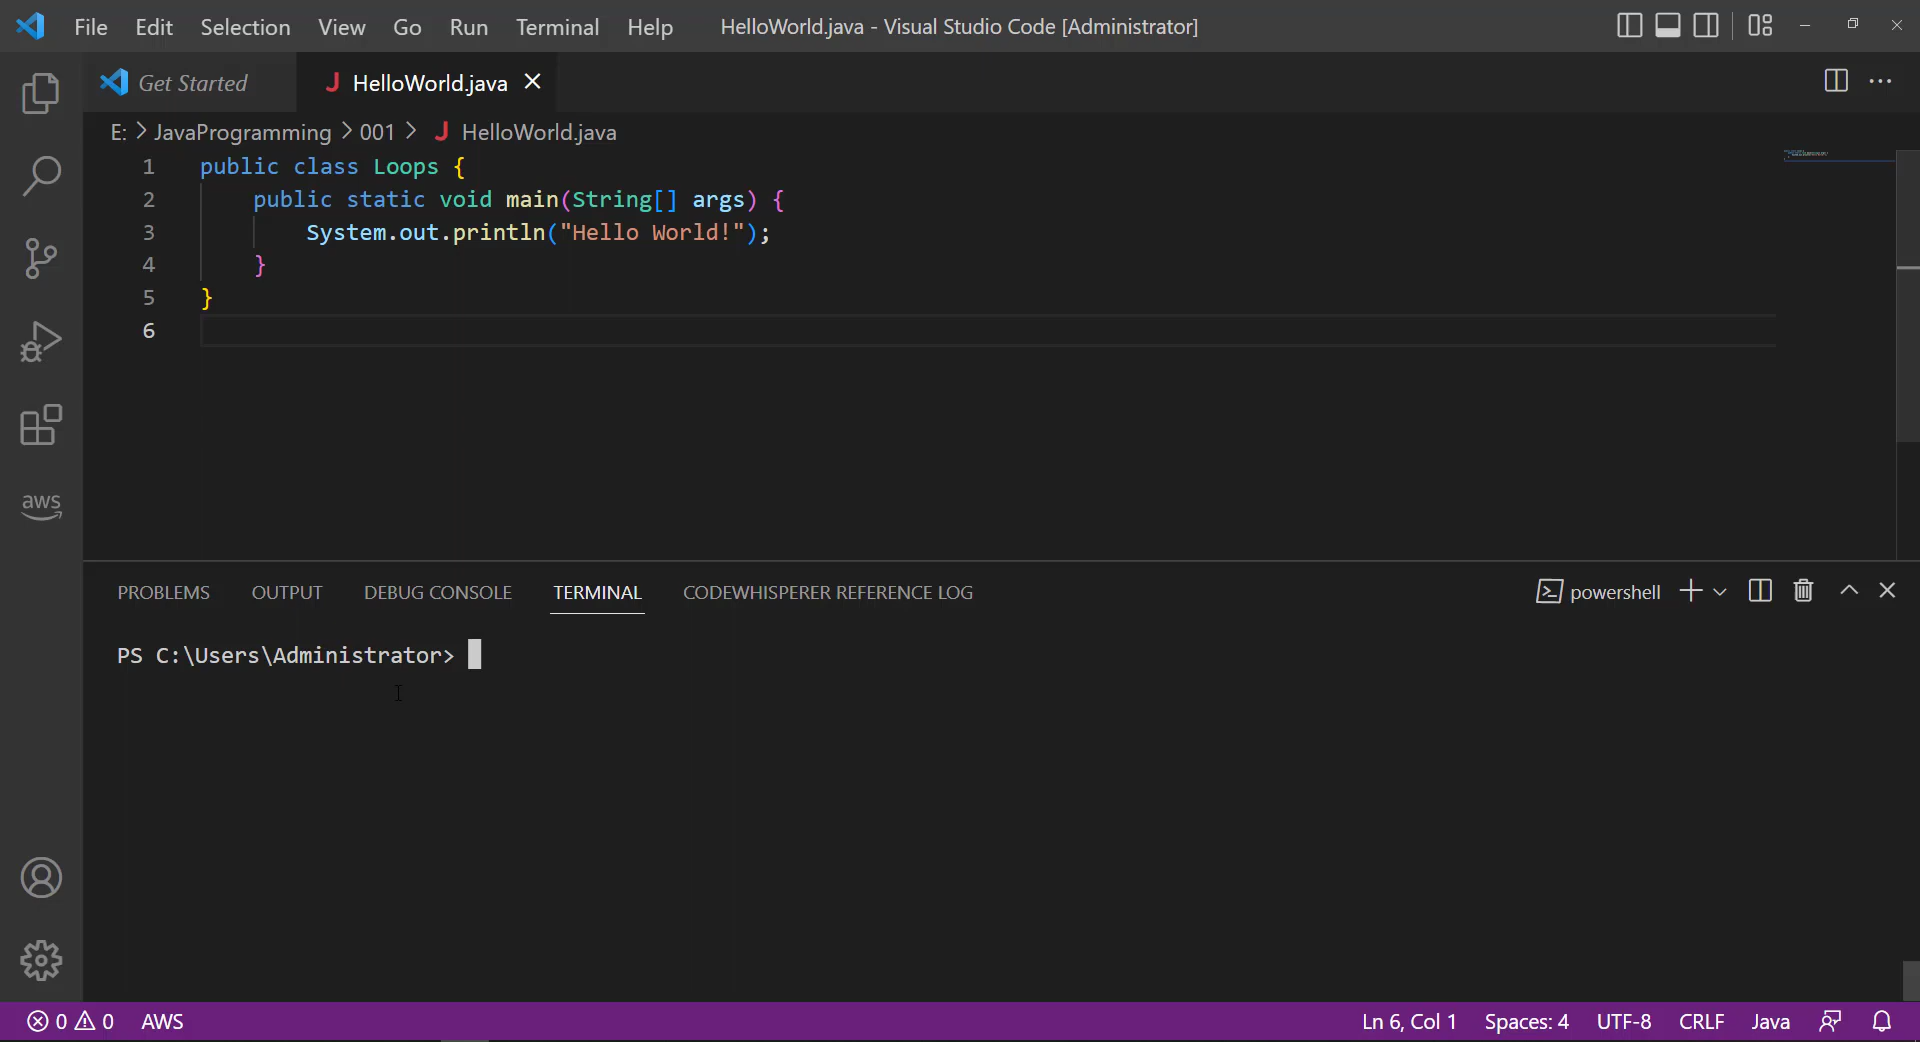 File Edit Selection View Go Run Terminal Help HelloWorld.java - Visual Studio Code [Administrator]
Get Started J HelloWorld.java
E: > JavaProgramming > 001 > J HelloWorld.java
1 public class Loops {
2 public static void main(String[] args) {
3 System.out.println("Hello World!");
4 }
5 }
6
aws
PROBLEMS OUTPUT DEBUG CONSOLE TERMINAL CODEWHISPERER REFERENCE LOG powershell
PS C:\Users\Administrator>
0 0 AWS Ln 6, Col 1 Spaces: 4 UTF-8 CRLF Java